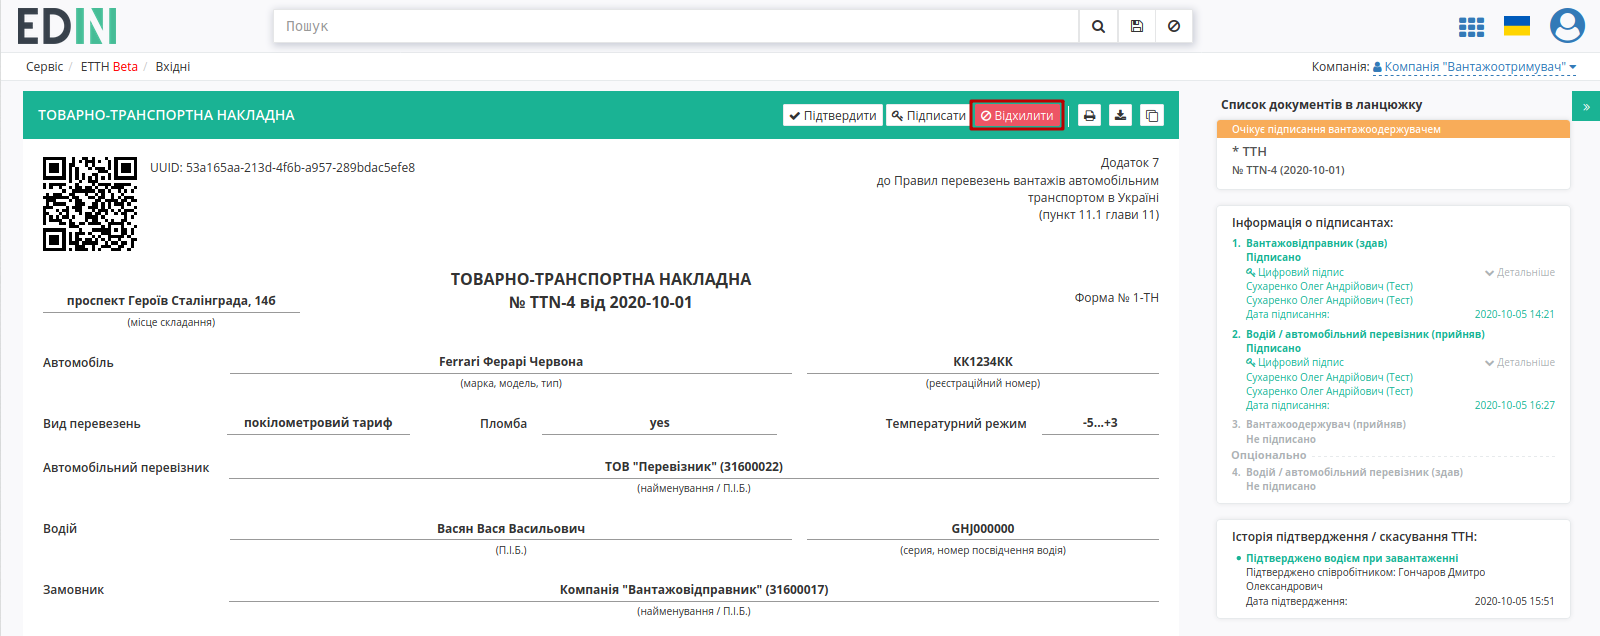 EDIN
Пошук
Сервіс / ЕТТН Beta / Вхідні
Компанія: Компанія "Вантажоотримувач"
ТОВАРНО-ТРАНСПОРТНА НАКЛАДНА
Підтвердити
Підписати
Відхилити
UUID: 53a165aa-213d-4f6b-a957-289bdac5efe8
Додаток 7
до Правил перевезень вантажів автомобільним
транспортом в Україні
(пункт 11.1 глави 11)
ТОВАРНО-ТРАНСПОРТНА НАКЛАДНА
№ TTN-4 від 2020-10-01
проспект Героїв Сталінграда, 146
(місце складання)
Форма № 1-ТН
Автомобіль
Ferrari Ферарі Червона
(марка, модель, тип)
КК1234КК
(реєстраційний номер)
Вид перевезень
покілометровий тариф
Пломба
yes
Температурний режим
-5...+3
Автомобільний перевізник
ТОВ "Перевізник" (31600022)
(найменування / П.І.Б.)
Водій
Васян Вася Васильович
(П.І.Б.)
GHJ000000
(серия, номер посвідчення водія)
Замовник
Компанія "Вантажовідправник" (31600017)
(найменування / П.І.Б.)
Список документів в ланцюжку
»
Очікує підписання вантажоодержувачем
* ТТН
№ TTN-4 (2020-10-01)
Інформація о підписантах:
1. Вантажовідправник (здав)
Підписано
Цифровий підпис
Детальніше
Сухаренко Олег Андрійович (Тест)
Сухаренко Олег Андрійович (Тест)
Дата підписання: 2020-10-05 14:21
2. Водій / автомобільний перевізник (прийняв)
Підписано
Цифровий підпис
Детальніше
Сухаренко Олег Андрійович (Тест)
Сухаренко Олег Андрійович (Тест)
Дата підписання: 2020-10-05 16:27
3. Вантажоодержувач (прийняв)
Не підписано
Опціонально
4. Водій / автомобільний перевізник (здав)
Не підписано
Історія підтвердження / скасування ТТН:
Підтверджено водієм при завантаженні
Підтверджено співробітником: Гончаров Дмитро
Олександрович
Дата підтвердження: 2020-10-05 15:51